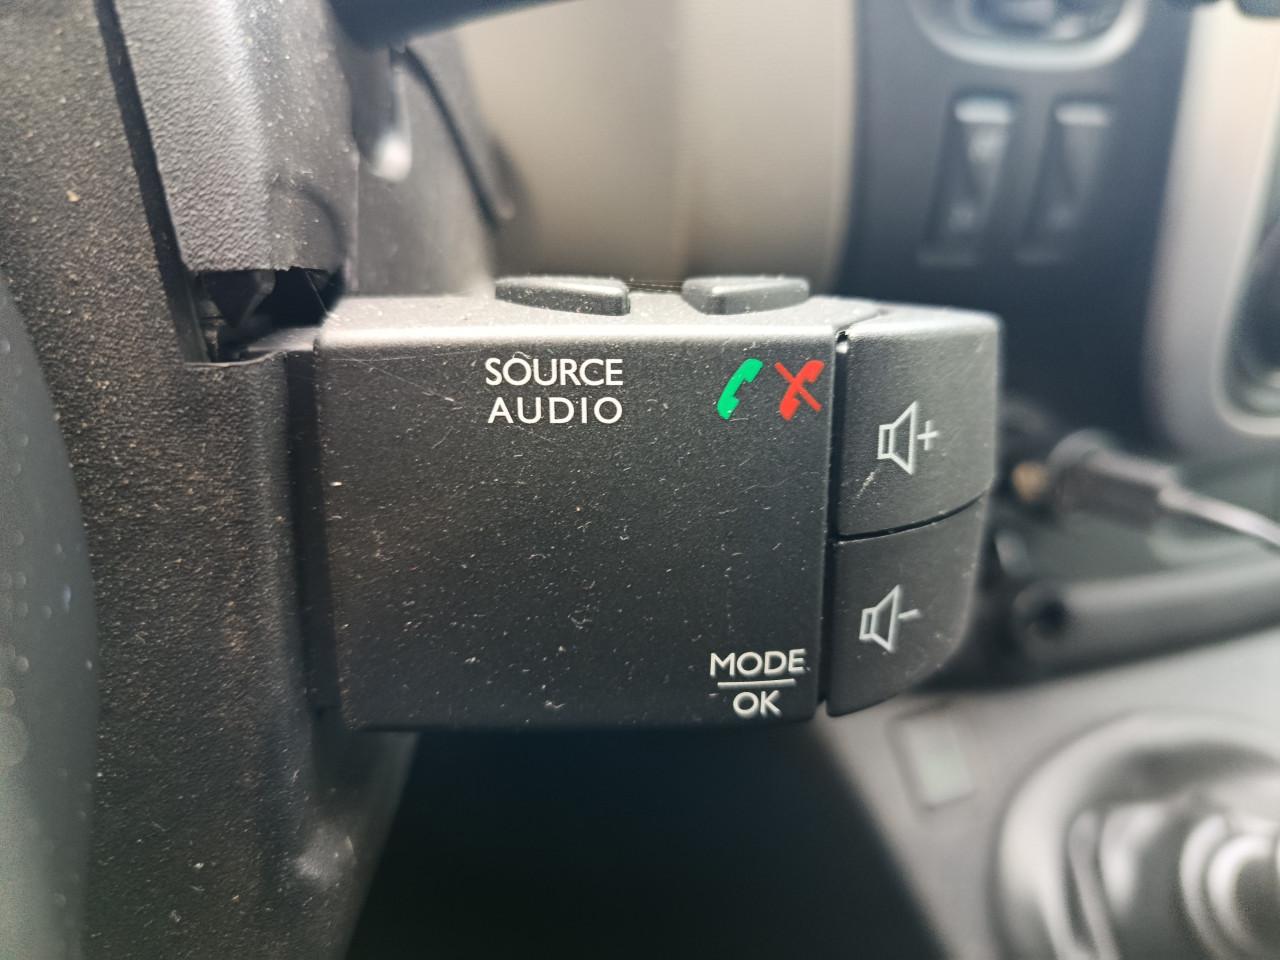 SOURCE
AUDIO
+
-
MODE
OK